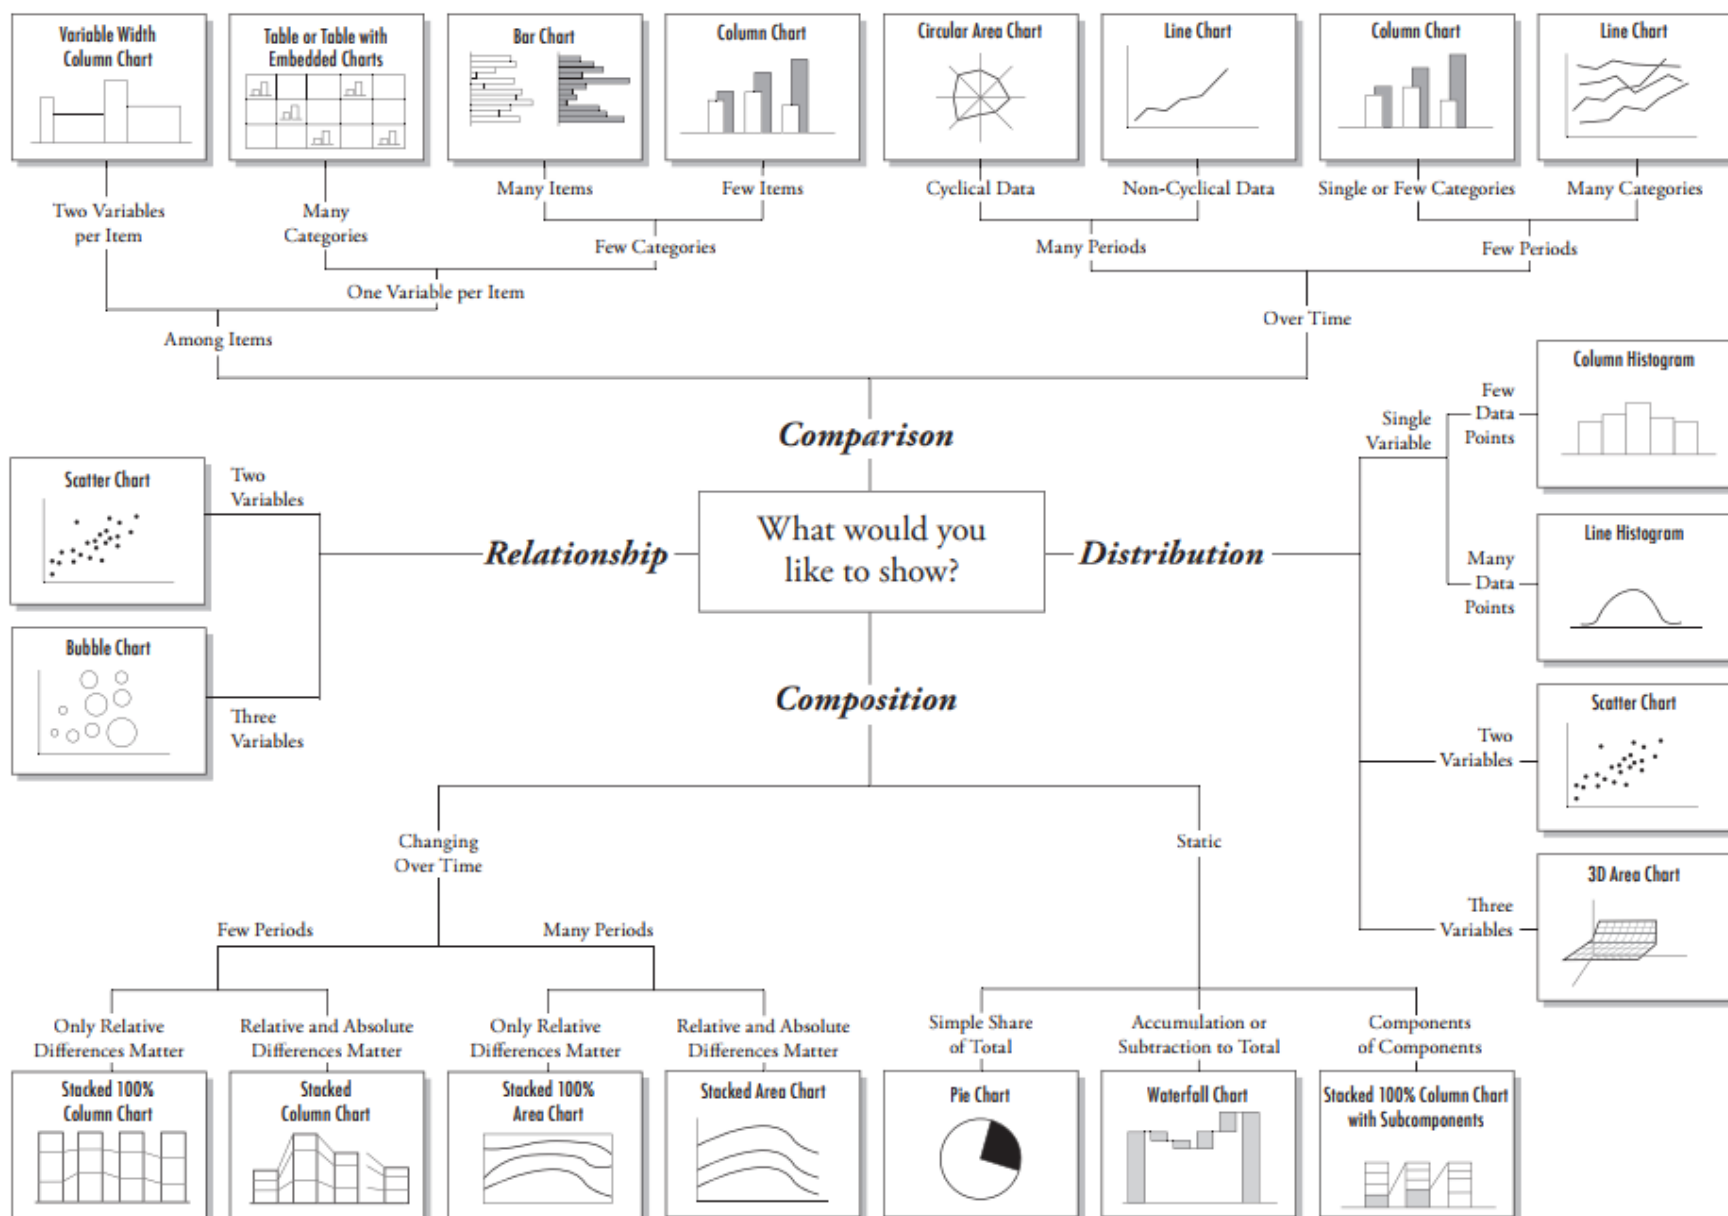 Variable Width
Column Chart
Table or Table with
Embedded Charts
Bar Chart
Column Chart
Circular Area Chart
Line Chart
Column Chart
Line Chart
Many Items
Few Items
Cyclical Data
Non-Cyclical Data
Single or Few Categories
Many Categories
Two Variables
per Item
Many
Categories
Few Categories
Many Periods
Few Periods
One Variable per Item
Over Time
Among Items
Comparison
Column Histogram
Few
Data
Points
Single
Variable
Scatter Chart
Two
Variables
What would you
like to show?
Relationship
Distribution
Line Histogram
Many
Data
Points
Bubble Chart
Three
Variables
Composition
Scatter Chart
Two
Variables
Changing
Over Time
Static
3D Area Chart
Three
Variables
Few Periods
Many Periods
Only Relative
Differences Matter
Relative and Absolute
Differences Matter
Only Relative
Differences Matter
Relative and Absolute
Differences Matter
Simple Share
of Total
Accumulation or
Subtraction to Total
Components
of Components
Stacked 100%
Column Chart
Stacked
Column Chart
Stacked 100%
Area Chart
Stacked Area Chart
Pie Chart
Waterfall Chart
Stacked 100% Column Chart
with Subcomponents